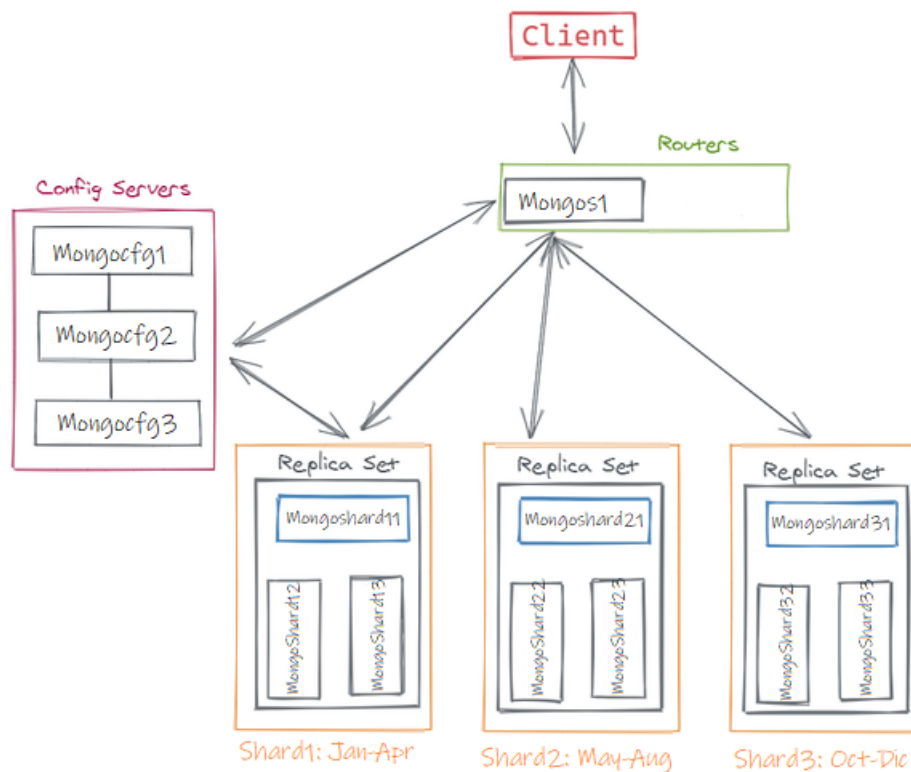 Client
Routers
Mongos1
Config Servers
Mongocfg1
Mongocfg2
Mongocfg3
Replica Set
Mongoshard11
MongoShard12
MongoShard13
Shard1: Jan-Apr
Replica Set
Mongoshard21
MongoShard22
MongoShard23
Shard2: May-Aug
Replica Set
Mongoshard31
MongoShard32
MongoShard33
Shard3: Oct-Dic